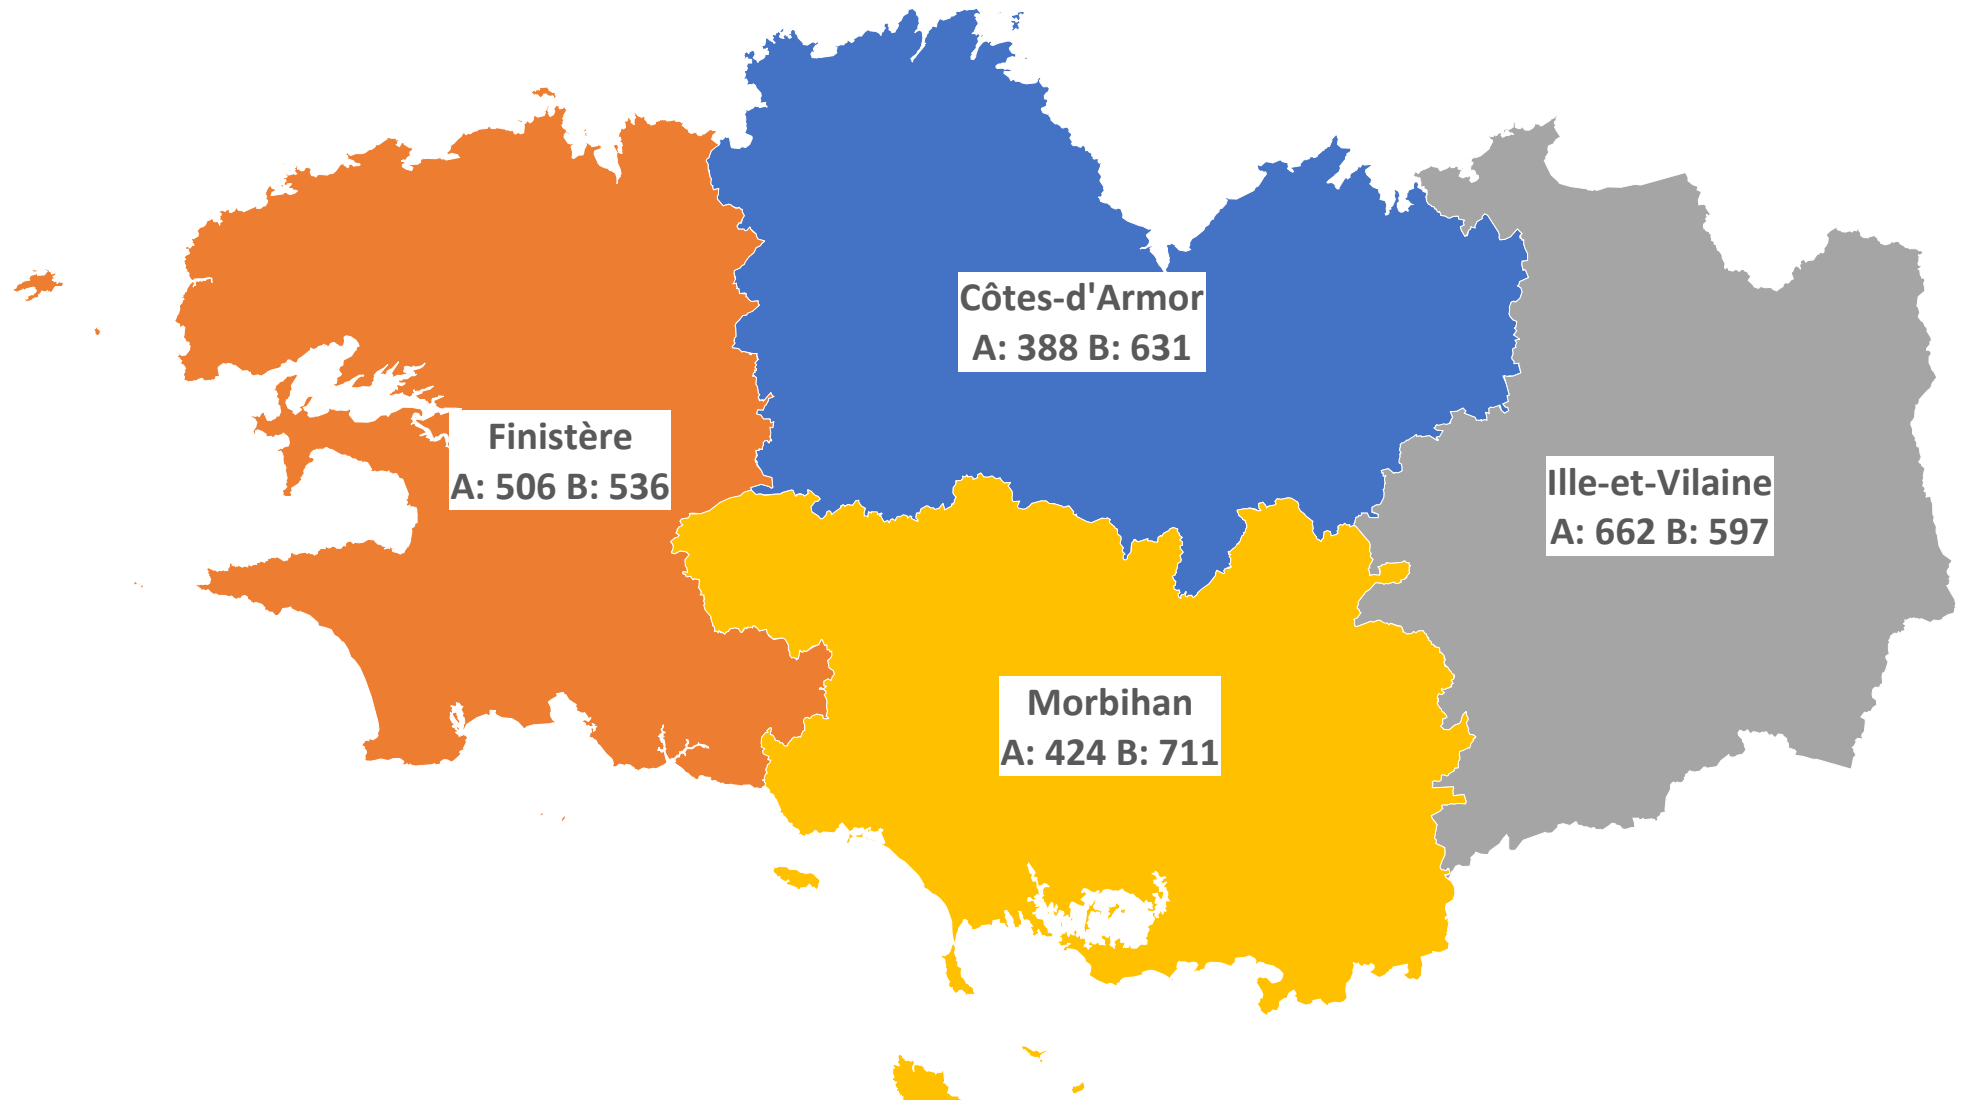 Côtes-d'Armor
A: 388 B: 631
Finistère
A: 506 B: 536
Ille-et-Vilaine
A: 662 B: 597
Morbihan
A: 424 B: 711